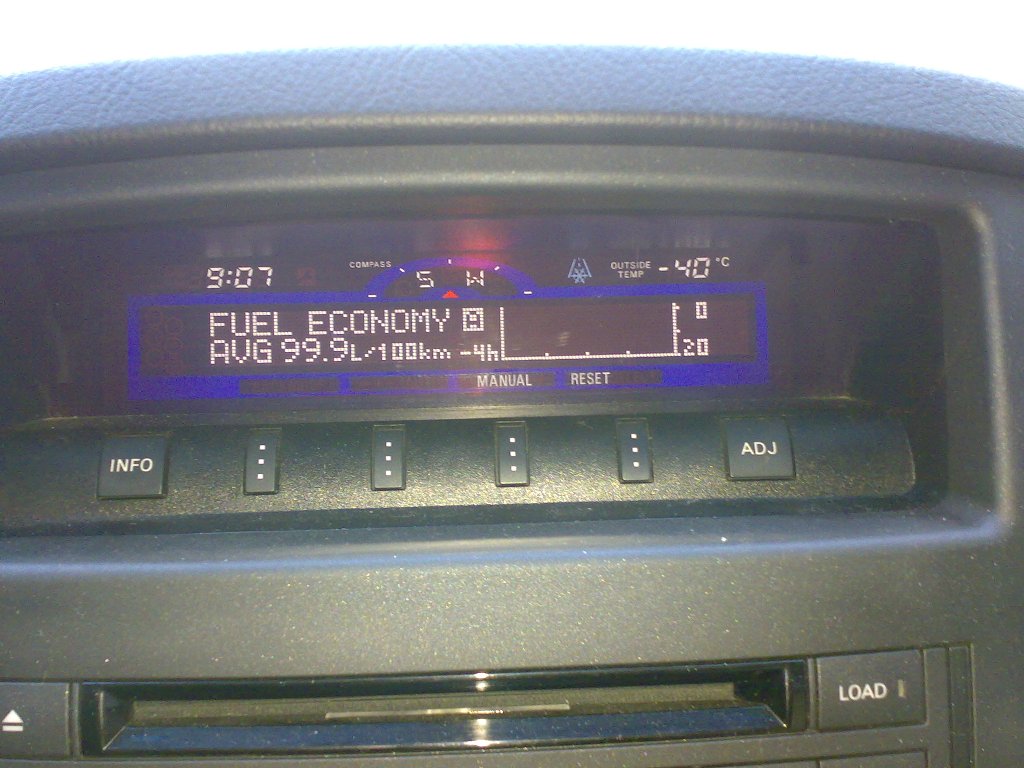 9:07
COMPASS
S W
OUTSIDE
TEMP
-40°C
FUEL ECONOMY
AVG 99.9L/100km -4h
0
20
MANUAL RESET
INFO
ADJ
LOAD